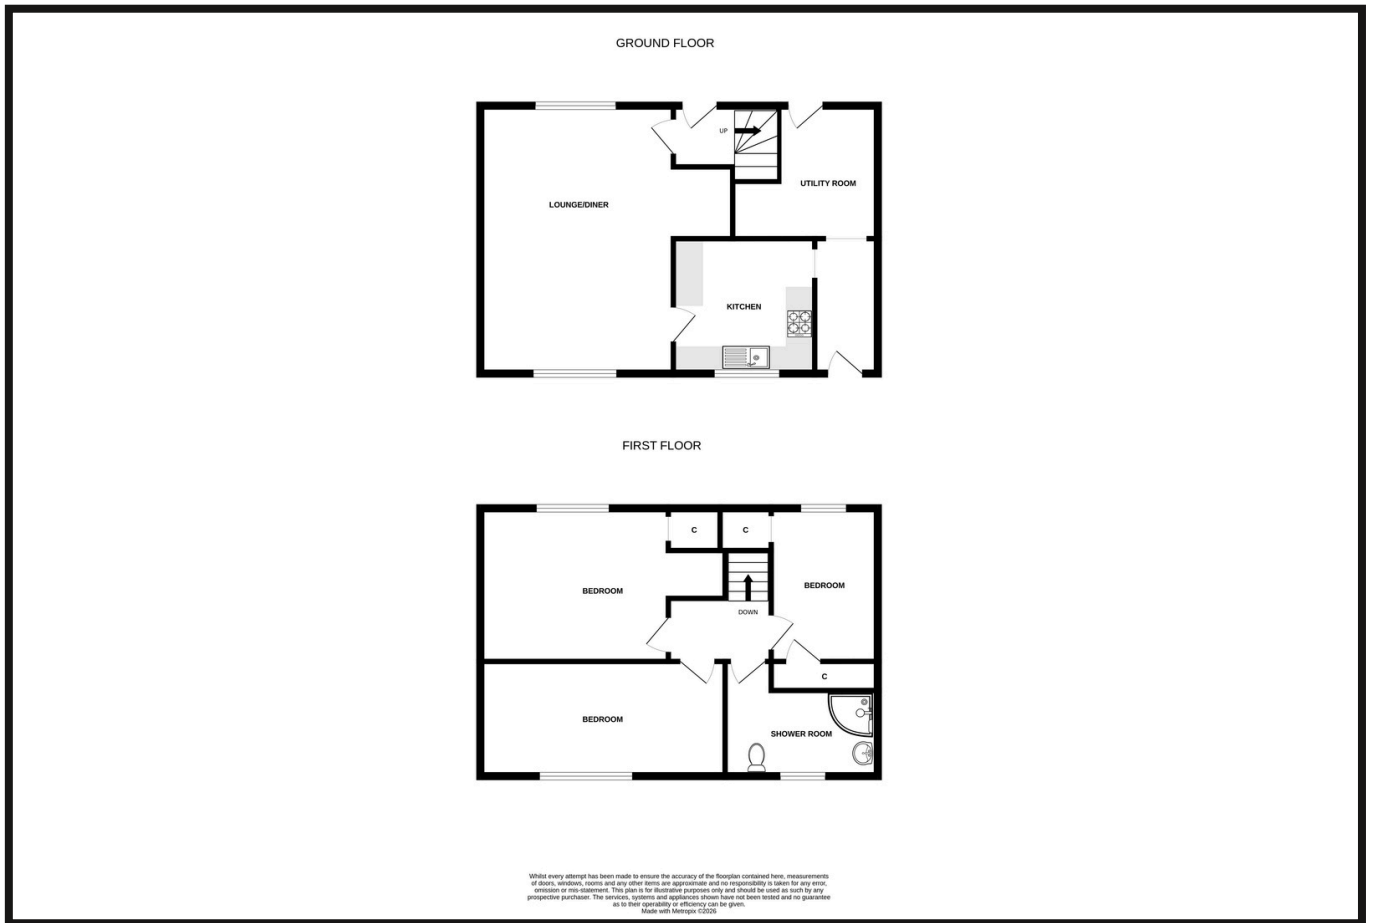 GROUND FLOOR
UP
UTILITY ROOM
LOUNGE/DINER
KITCHEN
FIRST FLOOR
C
C
BEDROOM
BEDROOM
DOWN
C
BEDROOM
SHOWER ROOM
Whilst every attempt has been made to ensure the accuracy of the floorplan contained here, measurements
of doors, windows, rooms and any other items are approximate and no responsibility is taken for any error,
omission or mis-statement. This plan is for illustrative purposes only and should be used as such by any
prospective purchaser. The services, systems and appliances shown have not been tested and no guarantee
as to their operability or efficiency can be given.
Made with Metropix ©2026